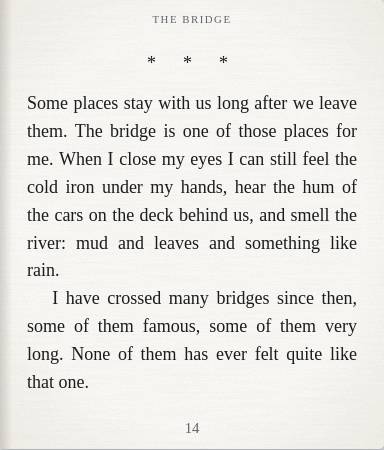 THE BRIDGE
* * *
Some places stay with us long after we leave
them. The bridge is one of those places for
me. When I close my eyes I can still feel the
cold iron under my hands, hear the hum of
the cars on the deck behind us, and smell the
river: mud and leaves and something like
rain.
I have crossed many bridges since then,
some of them famous, some of them very
long. None of them has ever felt quite like
that one.
14